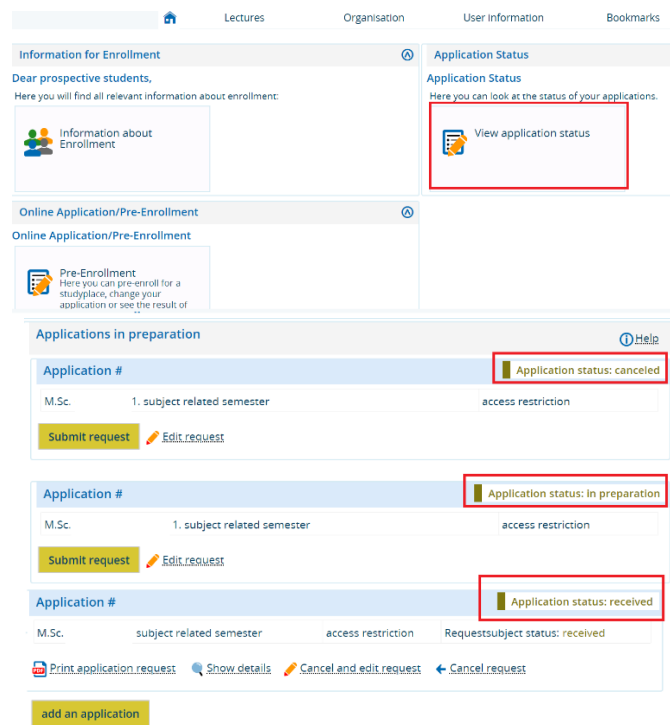 Lectures Organisation User information Bookmarks
Information for Enrollment
Dear prospective students,
Here you will find all relevant information about enrollment:
Information about
Enrollment
Application Status
Application Status
Here you can look at the status of your applications.
View application status
Online Application/Pre-Enrollment
Online Application/Pre-Enrollment
Pre-Enrollment
Here you can pre-enroll for a
studyplace, change your
application or see the result of
Applications in preparation
Help
Application # Application status: canceled
M.Sc. 1. subject related semester access restriction
Submit request Edit request
Application # Application status: in preparation
M.Sc. 1. subject related semester access restriction
Submit request Edit request
Application # Application status: received
M.Sc. subject related semester access restriction Requestsubject status: received
PDF Print application request Show details Cancel and edit request Cancel request
add an application